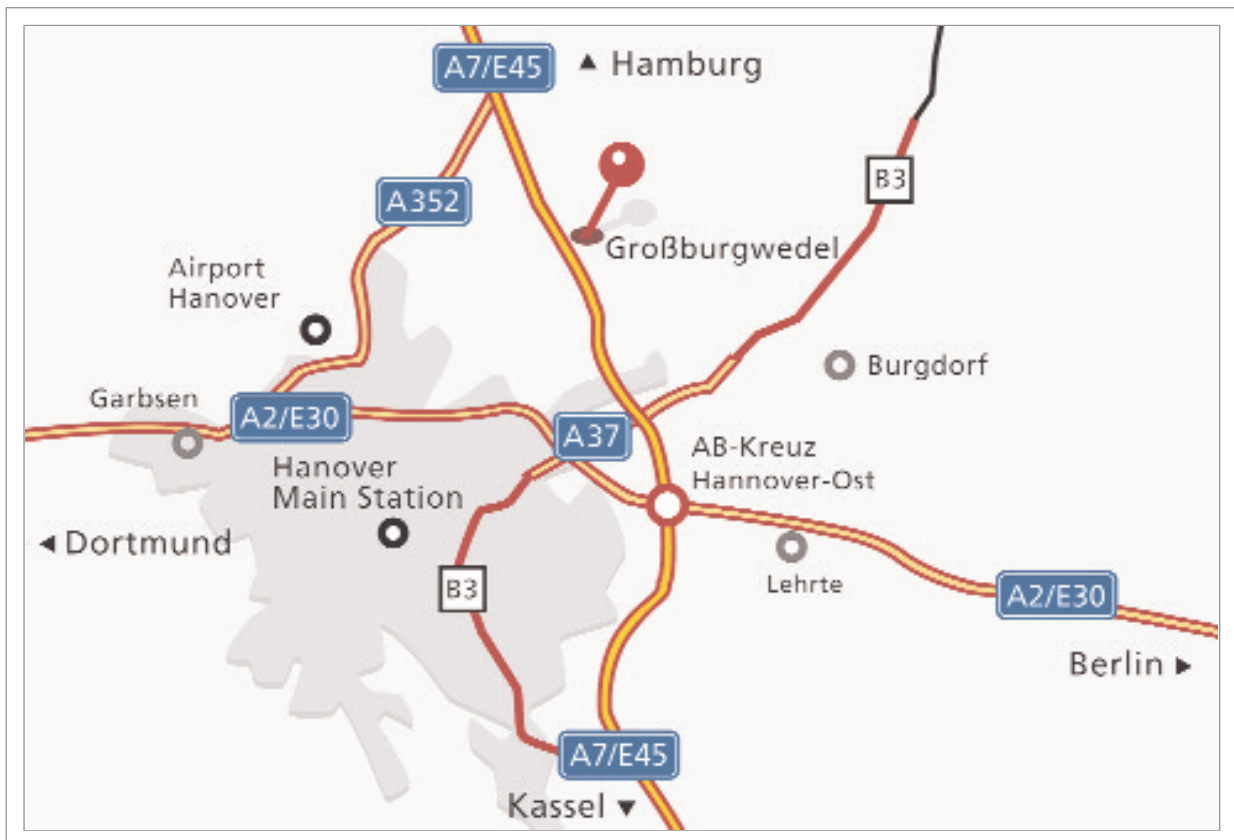 A7/E45
▲ Hamburg
B3
A352
Großburgwedel
Airport
Hanover
Burgdorf
Garbsen
A2/E30
A37
AB-Kreuz
Hannover-Ost
Hanover
Main Station
◀ Dortmund
Lehrte
B3
A2/E30
Berlin ▶
A7/E45
Kassel ▼